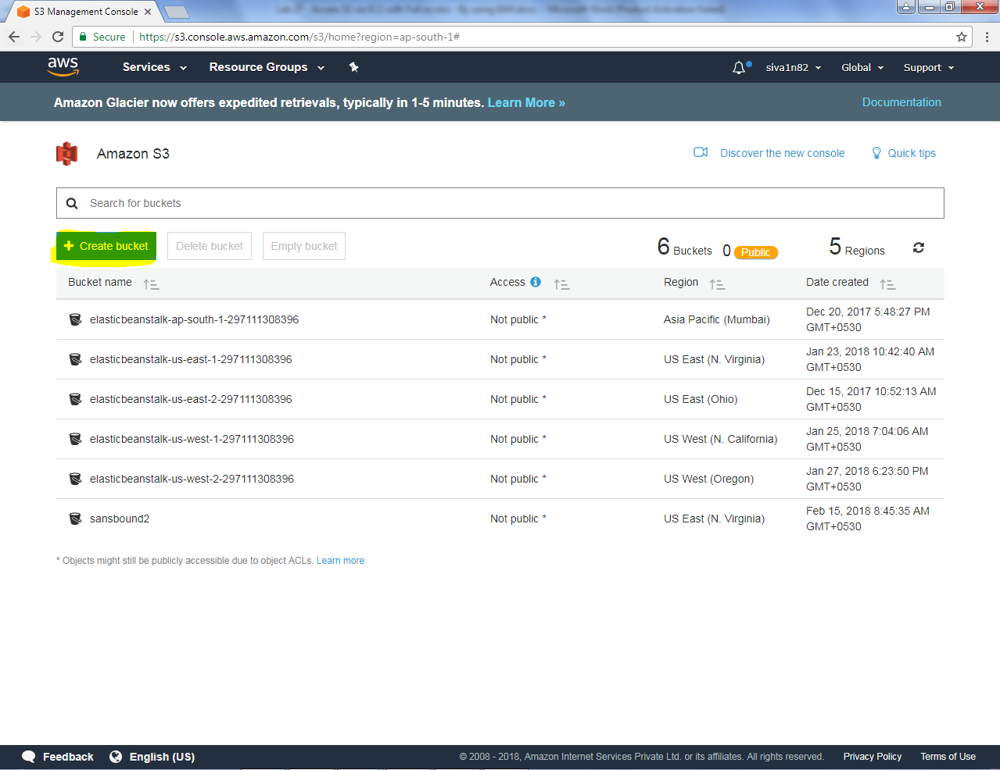 S3 Management Console
Secure https://s3.console.aws.amazon.com/s3/home?region=ap-south-1#
aws Services Resource Groups siva1n82 Global Support
Amazon Glacier now offers expedited retrievals, typically in 1-5 minutes. Learn More » Documentation
Amazon S3 Discover the new console Quick tips
Search for buckets
Create bucket Delete bucket Empty bucket 6 Buckets 0 Public 5 Regions
Bucket name Access Region Date created
elasticbeanstalk-ap-south-1-297111308396 Not public * Asia Pacific (Mumbai) Dec 20, 2017 5:48:27 PM
GMT+0530
elasticbeanstalk-us-east-1-297111308396 Not public * US East (N. Virginia) Jan 23, 2018 10:42:40 AM
GMT+0530
elasticbeanstalk-us-east-2-297111308396 Not public * US East (Ohio) Dec 15, 2017 10:52:13 AM
GMT+0530
elasticbeanstalk-us-west-1-297111308396 Not public * US West (N. California) Jan 25, 2018 7:04:06 AM
GMT+0530
elasticbeanstalk-us-west-2-297111308396 Not public * US West (Oregon) Jan 27, 2018 6:23:50 PM
GMT+0530
sansbound2 Not public * US East (N. Virginia) Feb 15, 2018 8:45:35 AM
GMT+0530
* Objects might still be publicly accessible due to object ACLs. Learn more
Feedback English (US) © 2008 - 2018, Amazon Internet Services Private Ltd. or its affiliates. All rights reserved. Privacy Policy Terms of Use